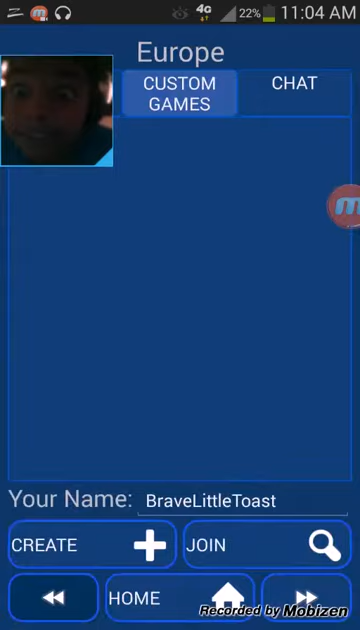 4G 22% 11:04 AM
Europe
CUSTOM GAMES
CHAT
Your Name: BraveLittleToast
CREATE
JOIN
HOME
Recorded by Mobizen